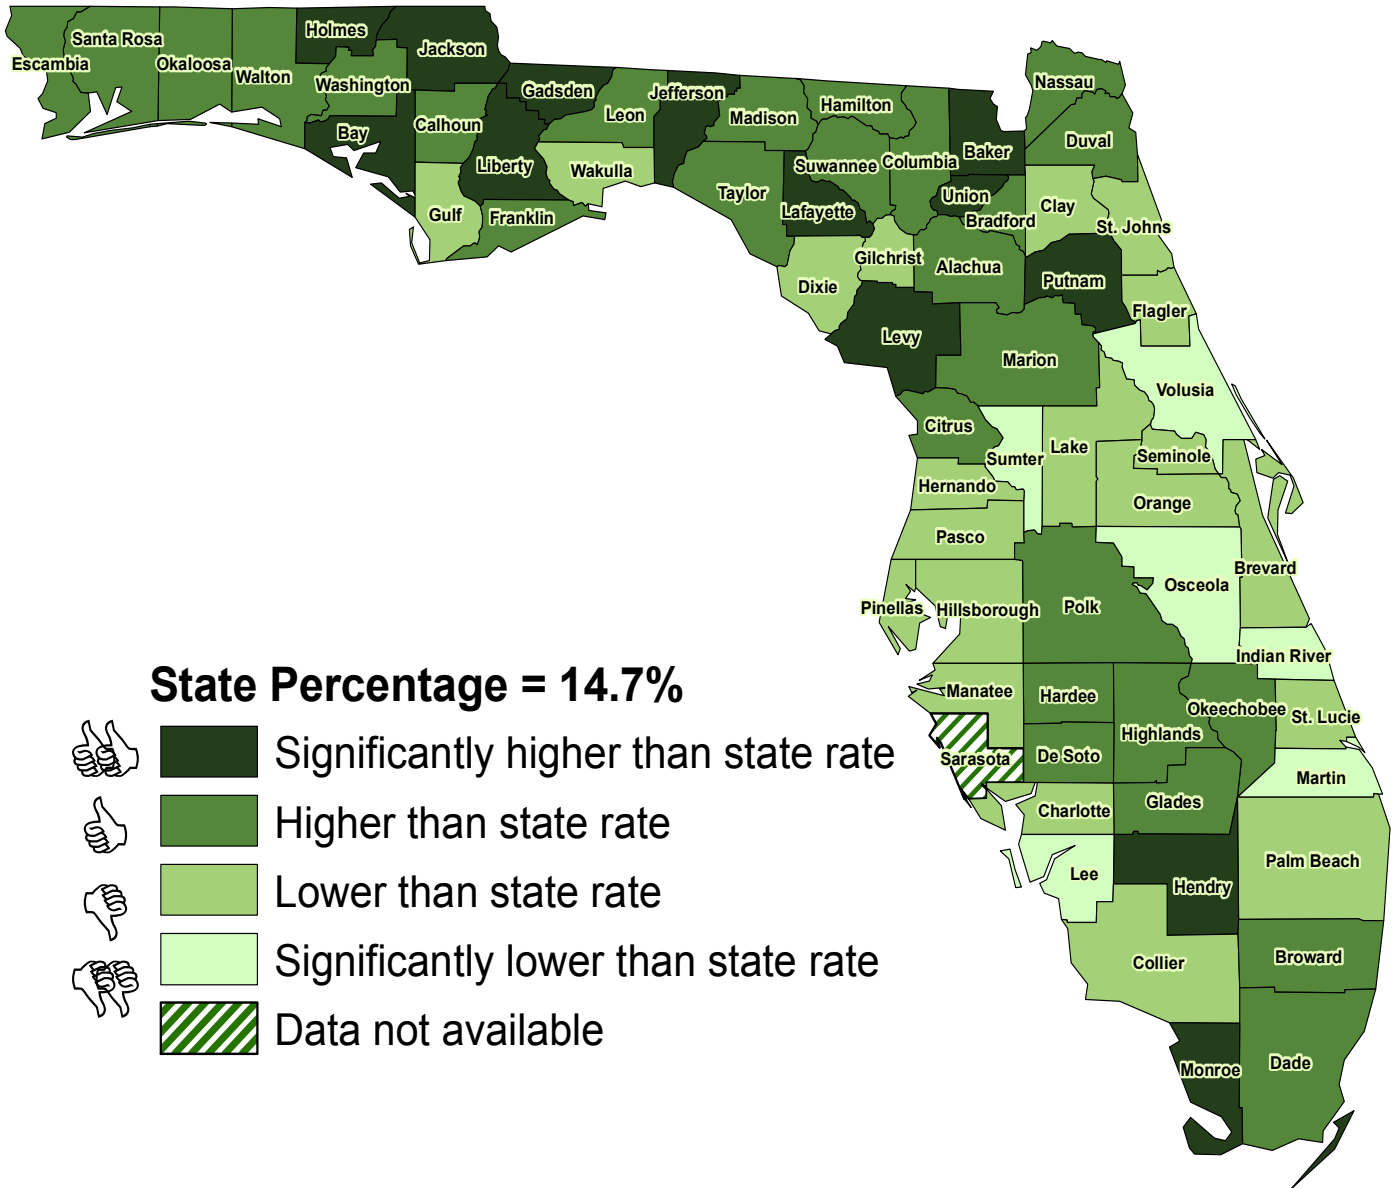 Holmes
Jackson
Santa Rosa
Escambia
Okaloosa
Walton
Washington
Nassau
Gadsden
Jefferson
Hamilton
Leon
Madison
Calhoun
Bay
Duval
Baker
Liberty
Wakulla
Suwannee
Columbia
Taylor
Union
Lafayette
Clay
Gulf
Franklin
Bradford
St. Johns
Gilchrist
Alachua
Putnam
Dixie
Flagler
Levy
Marion
Volusia
Citrus
Lake
Sumter
Seminole
Hernando
Orange
Pasco
Brevard
Osceola
Pinellas
Hillsborough
Polk
Indian River
State Percentage = 14.7%
Manatee
Hardee
Okeechobee
St. Lucie
Highlands
Significantly higher than state rate
Sarasota
De Soto
Martin
Glades
Charlotte
Higher than state rate
Palm Beach
Lee
Hendry
Lower than state rate
Broward
Collier
Significantly lower than state rate
Data not available
Dade
Monroe